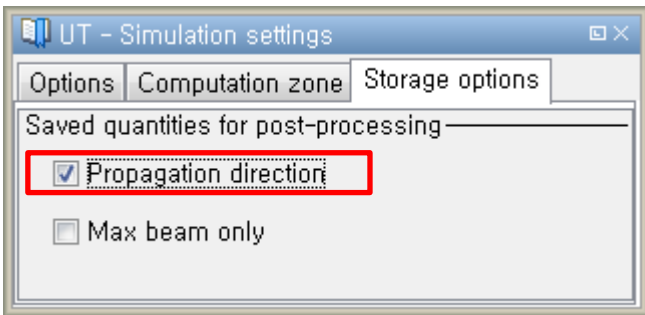 UT - Simulation settings
Options Computation zone Storage options
Saved quantities for post-processing
Propagation direction
Max beam only